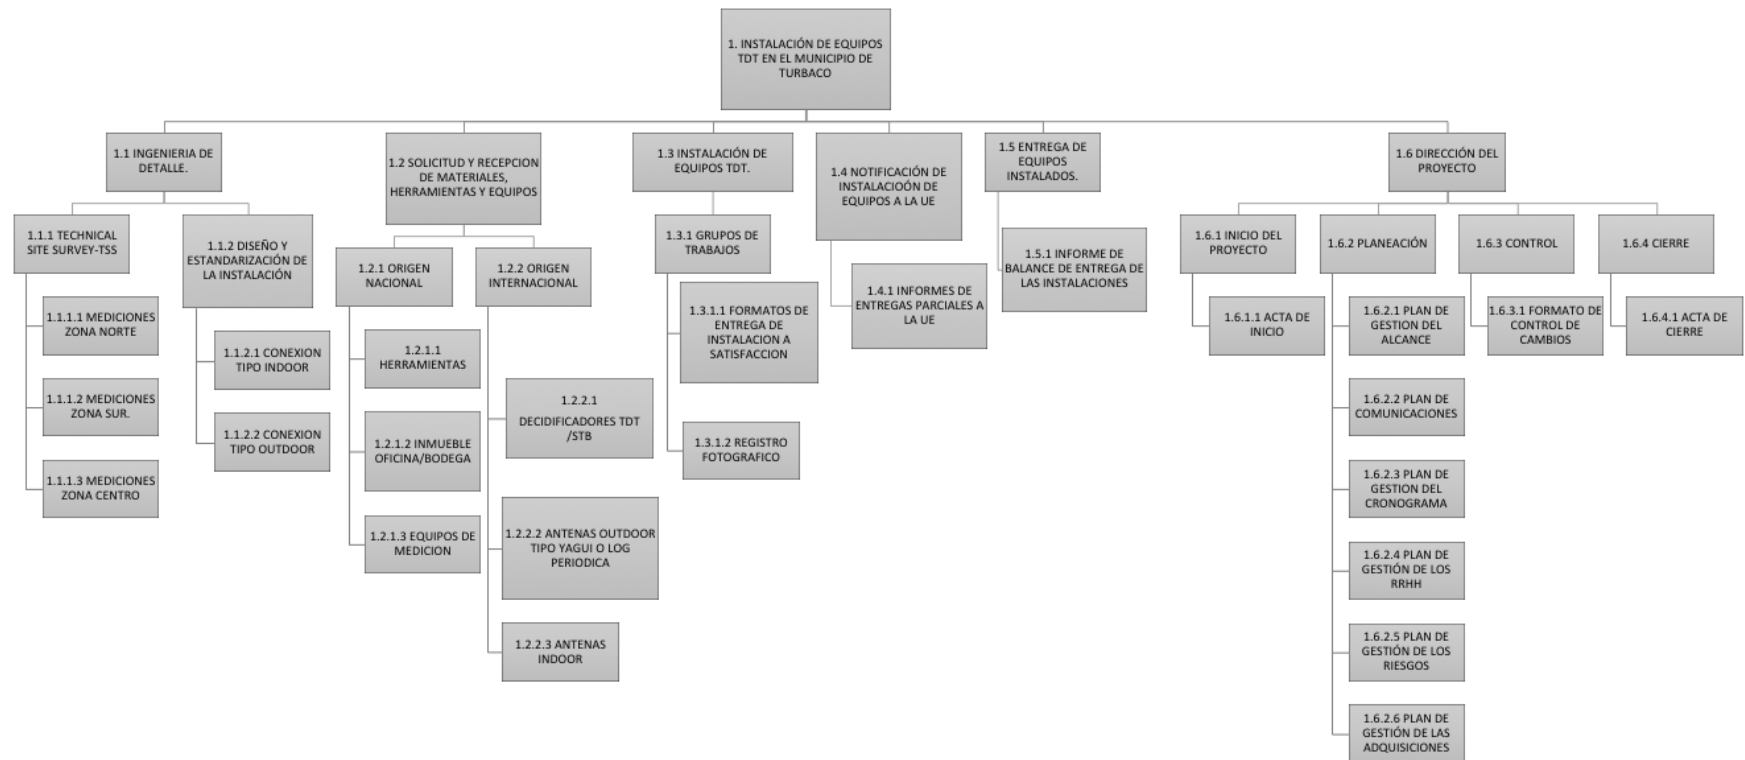 1. INSTALACIÓN DE EQUIPOS
TDT EN EL MUNICIPIO DE
TURBACO
1.1 INGENIERIA DE
DETALLE.
1.1.1 TECHNICAL
SITE SURVEY-TSS
1.1.1.1 MEDICIONES
ZONA NORTE
1.1.1.2 MEDICIONES
ZONA SUR.
1.1.1.3 MEDICIONES
ZONA CENTRO
1.1.2 DISEÑO Y
ESTANDARIZACIÓN DE
LA INSTALACIÓN
1.1.2.1 CONEXION
TIPO INDOOR
1.1.2.2 CONEXION
TIPO OUTDOOR
1.2 SOLICITUD Y RECEPCION
DE MATERIALES,
HERRAMIENTAS Y EQUIPOS
1.2.1 ORIGEN
NACIONAL
1.2.1.1
HERRAMIENTAS
1.2.1.2 INMUEBLE
OFICINA/BODEGA
1.2.1.3 EQUIPOS DE
MEDICION
1.2.2 ORIGEN
INTERNACIONAL
1.2.2.1
DECIDIFICADORES TDT
/STB
1.2.2.2 ANTENAS OUTDOOR
TIPO YAGUI O LOG
PERIODICA
1.2.2.3 ANTENAS
INDOOR
1.3 INSTALACIÓN DE
EQUIPOS TDT.
1.3.1 GRUPOS DE
TRABAJOS
1.3.1.1 FORMATOS DE
ENTREGA DE
INSTALACION A
SATISFACCION
1.3.1.2 REGISTRO
FOTOGRAFICO
1.4 NOTIFICACIÓN DE
INSTALACIOÓN DE
EQUIPOS A LA UE
1.4.1 INFORMES DE
ENTREGAS PARCIALES A
LA UE
1.5 ENTREGA DE
EQUIPOS
INSTALADOS.
1.5.1 INFORME DE
BALANCE DE ENTREGA DE
LAS INSTALACIONES
1.6 DIRECCIÓN DEL
PROYECTO
1.6.1 INICIO DEL
PROYECTO
1.6.1.1 ACTA DE
INICIO
1.6.2 PLANEACIÓN
1.6.2.1 PLAN DE
GESTION DEL
ALCANCE
1.6.2.2 PLAN DE
COMUNICACIONES
1.6.2.3 PLAN DE
GESTION DEL
CRONOGRAMA
1.6.2.4 PLAN DE
GESTIÓN DE LOS
RRHH
1.6.2.5 PLAN DE
GESTIÓN DE LOS
RIESGOS
1.6.2.6 PLAN DE
GESTIÓN DE LAS
ADQUISICIONES
1.6.3 CONTROL
1.6.3.1 FORMATO DE
CONTROL DE
CAMBIOS
1.6.4 CIERRE
1.6.4.1 ACTA DE
CIERRE